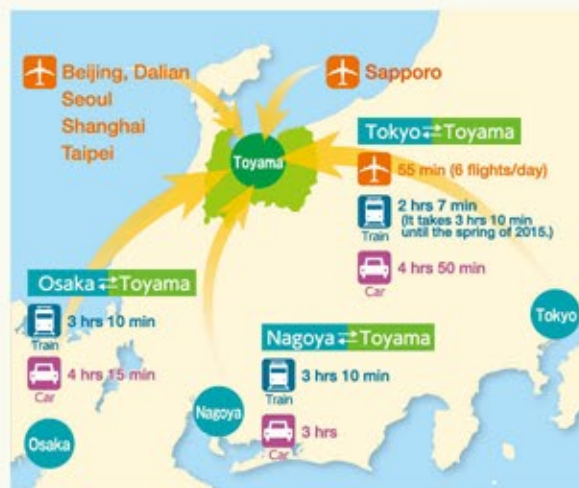 Beijing, Dalian
Seoul
Shanghai
Taipei
Sapporo
Toyama
Tokyo⇄Toyama
55 min (6 flights/day)
2 hrs 7 min
(It takes 3 hrs 10 min
until the spring of 2015.)
Train
4 hrs 50 min
Car
Osaka⇄Toyama
3 hrs 10 min
Train
4 hrs 15 min
Car
Nagoya⇄Toyama
3 hrs 10 min
Train
3 hrs
Car
Tokyo
Nagoya
Osaka